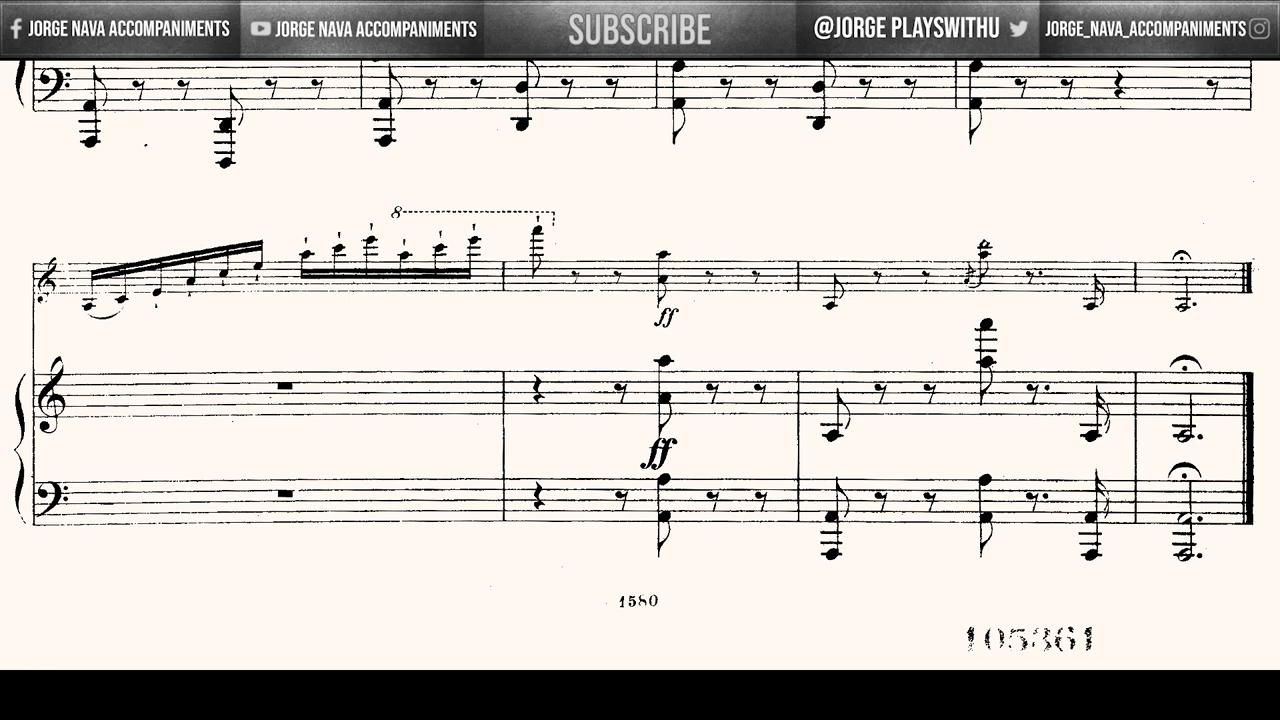 JORGE NAVA ACCOMPANIMENTS JORGE NAVA ACCOMPANIMENTS SUBSCRIBE @JORGE PLAYSWITHU JORGE_NAVA_ACCOMPANIMENTS
8
ff
ff
1580
105361